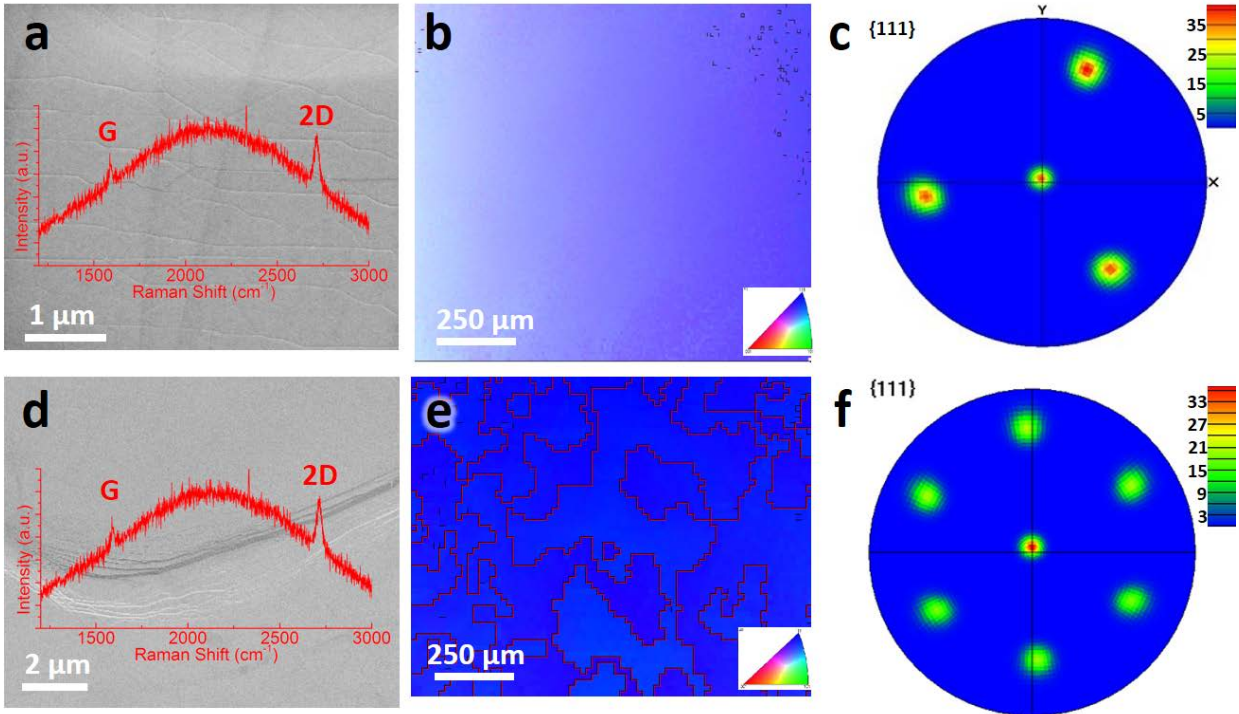 a
G
2D
Intensity (a.u.)
1500 2000 2500 3000
Raman Shift (cm⁻¹)
1 µm
b
250 µm
c
{111}
Y
X
35
25
15
5
d
G
2D
Intensity (a.u.)
1500 2000 2500 3000
Raman Shift (cm⁻¹)
2 µm
e
250 µm
f
{111}
33
27
21
15
9
3